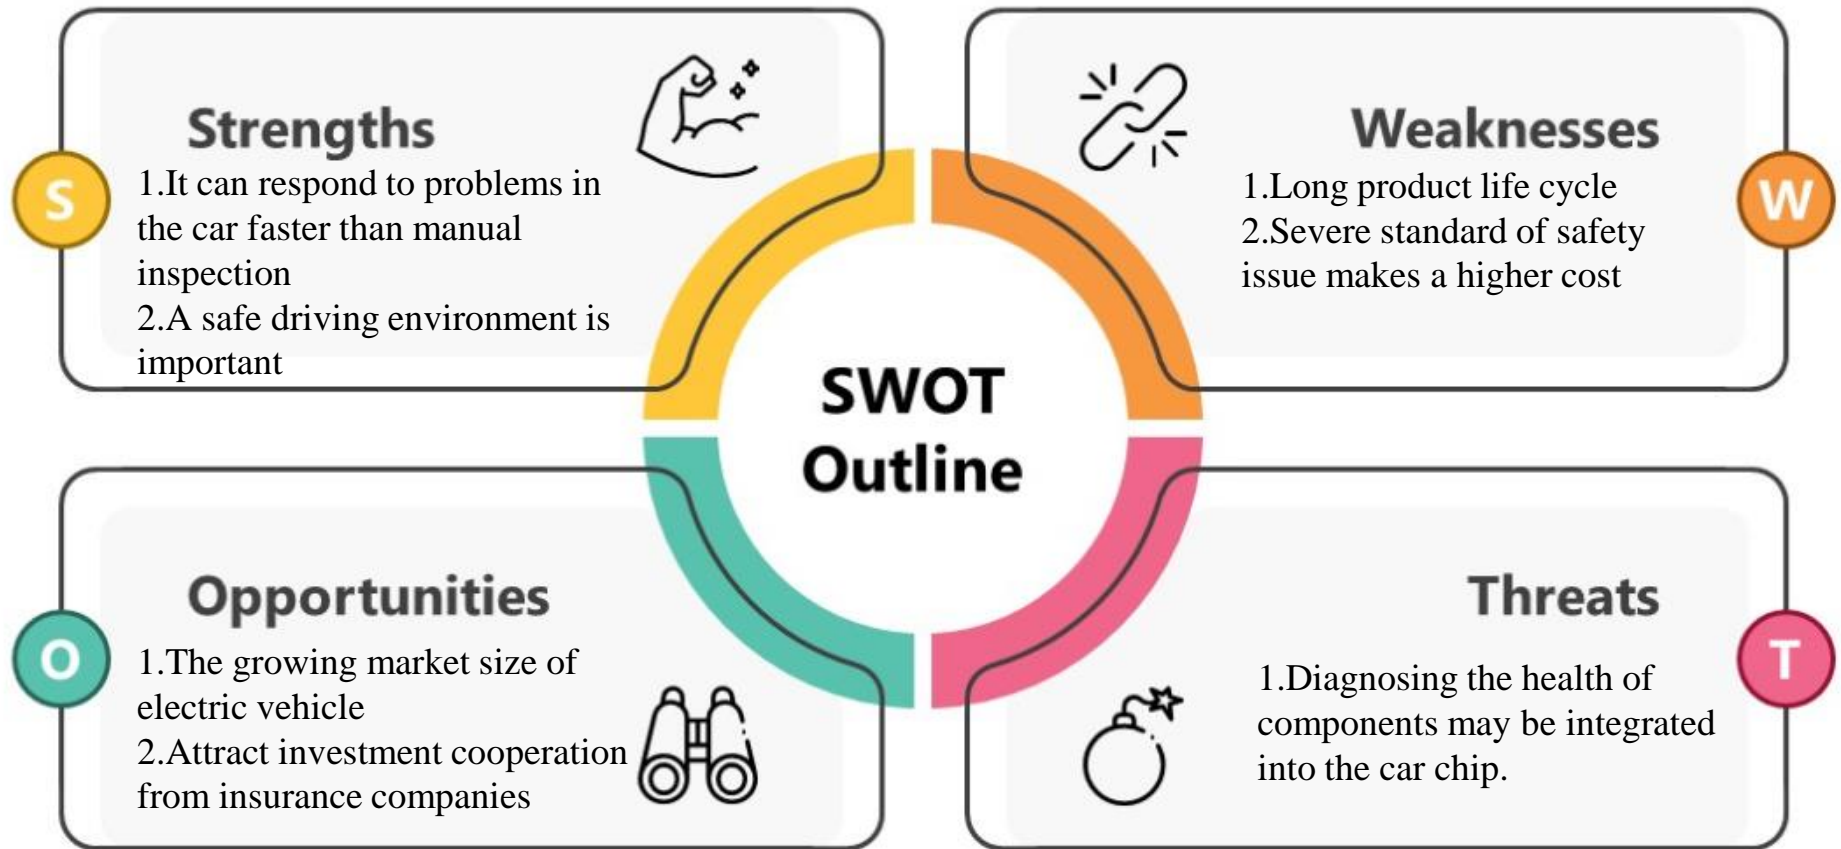 Strengths
S
1.It can respond to problems in
the car faster than manual
inspection
2.A safe driving environment is
important
Weaknesses
W
1.Long product life cycle
2.Severe standard of safety
issue makes a higher cost
SWOT
Outline
Opportunities
O
1.The growing market size of
electric vehicle
2.Attract investment cooperation
from insurance companies
Threats
T
1.Diagnosing the health of
components may be integrated
into the car chip.